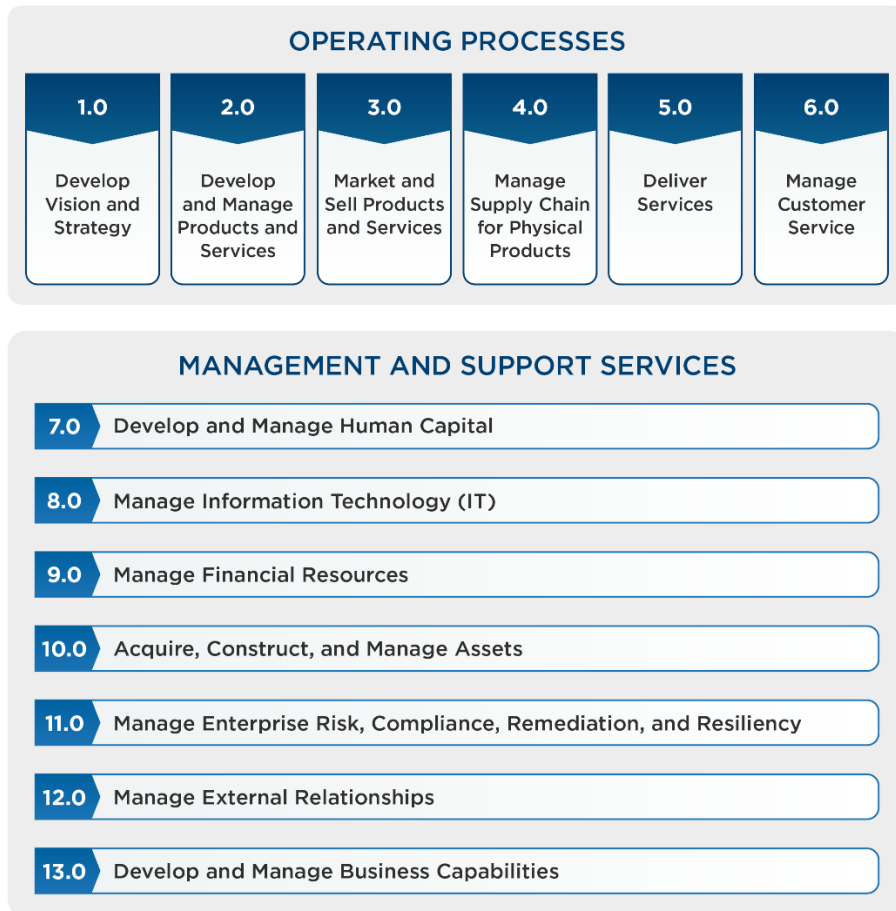 OPERATING PROCESSES
1.0
Develop
Vision and
Strategy
2.0
Develop
and Manage
Products and
Services
3.0
Market and
Sell Products
and Services
4.0
Manage
Supply Chain
for Physical
Products
5.0
Deliver
Services
6.0
Manage
Customer
Service
MANAGEMENT AND SUPPORT SERVICES
7.0 Develop and Manage Human Capital
8.0 Manage Information Technology (IT)
9.0 Manage Financial Resources
10.0 Acquire, Construct, and Manage Assets
11.0 Manage Enterprise Risk, Compliance, Remediation, and Resiliency
12.0 Manage External Relationships
13.0 Develop and Manage Business Capabilities